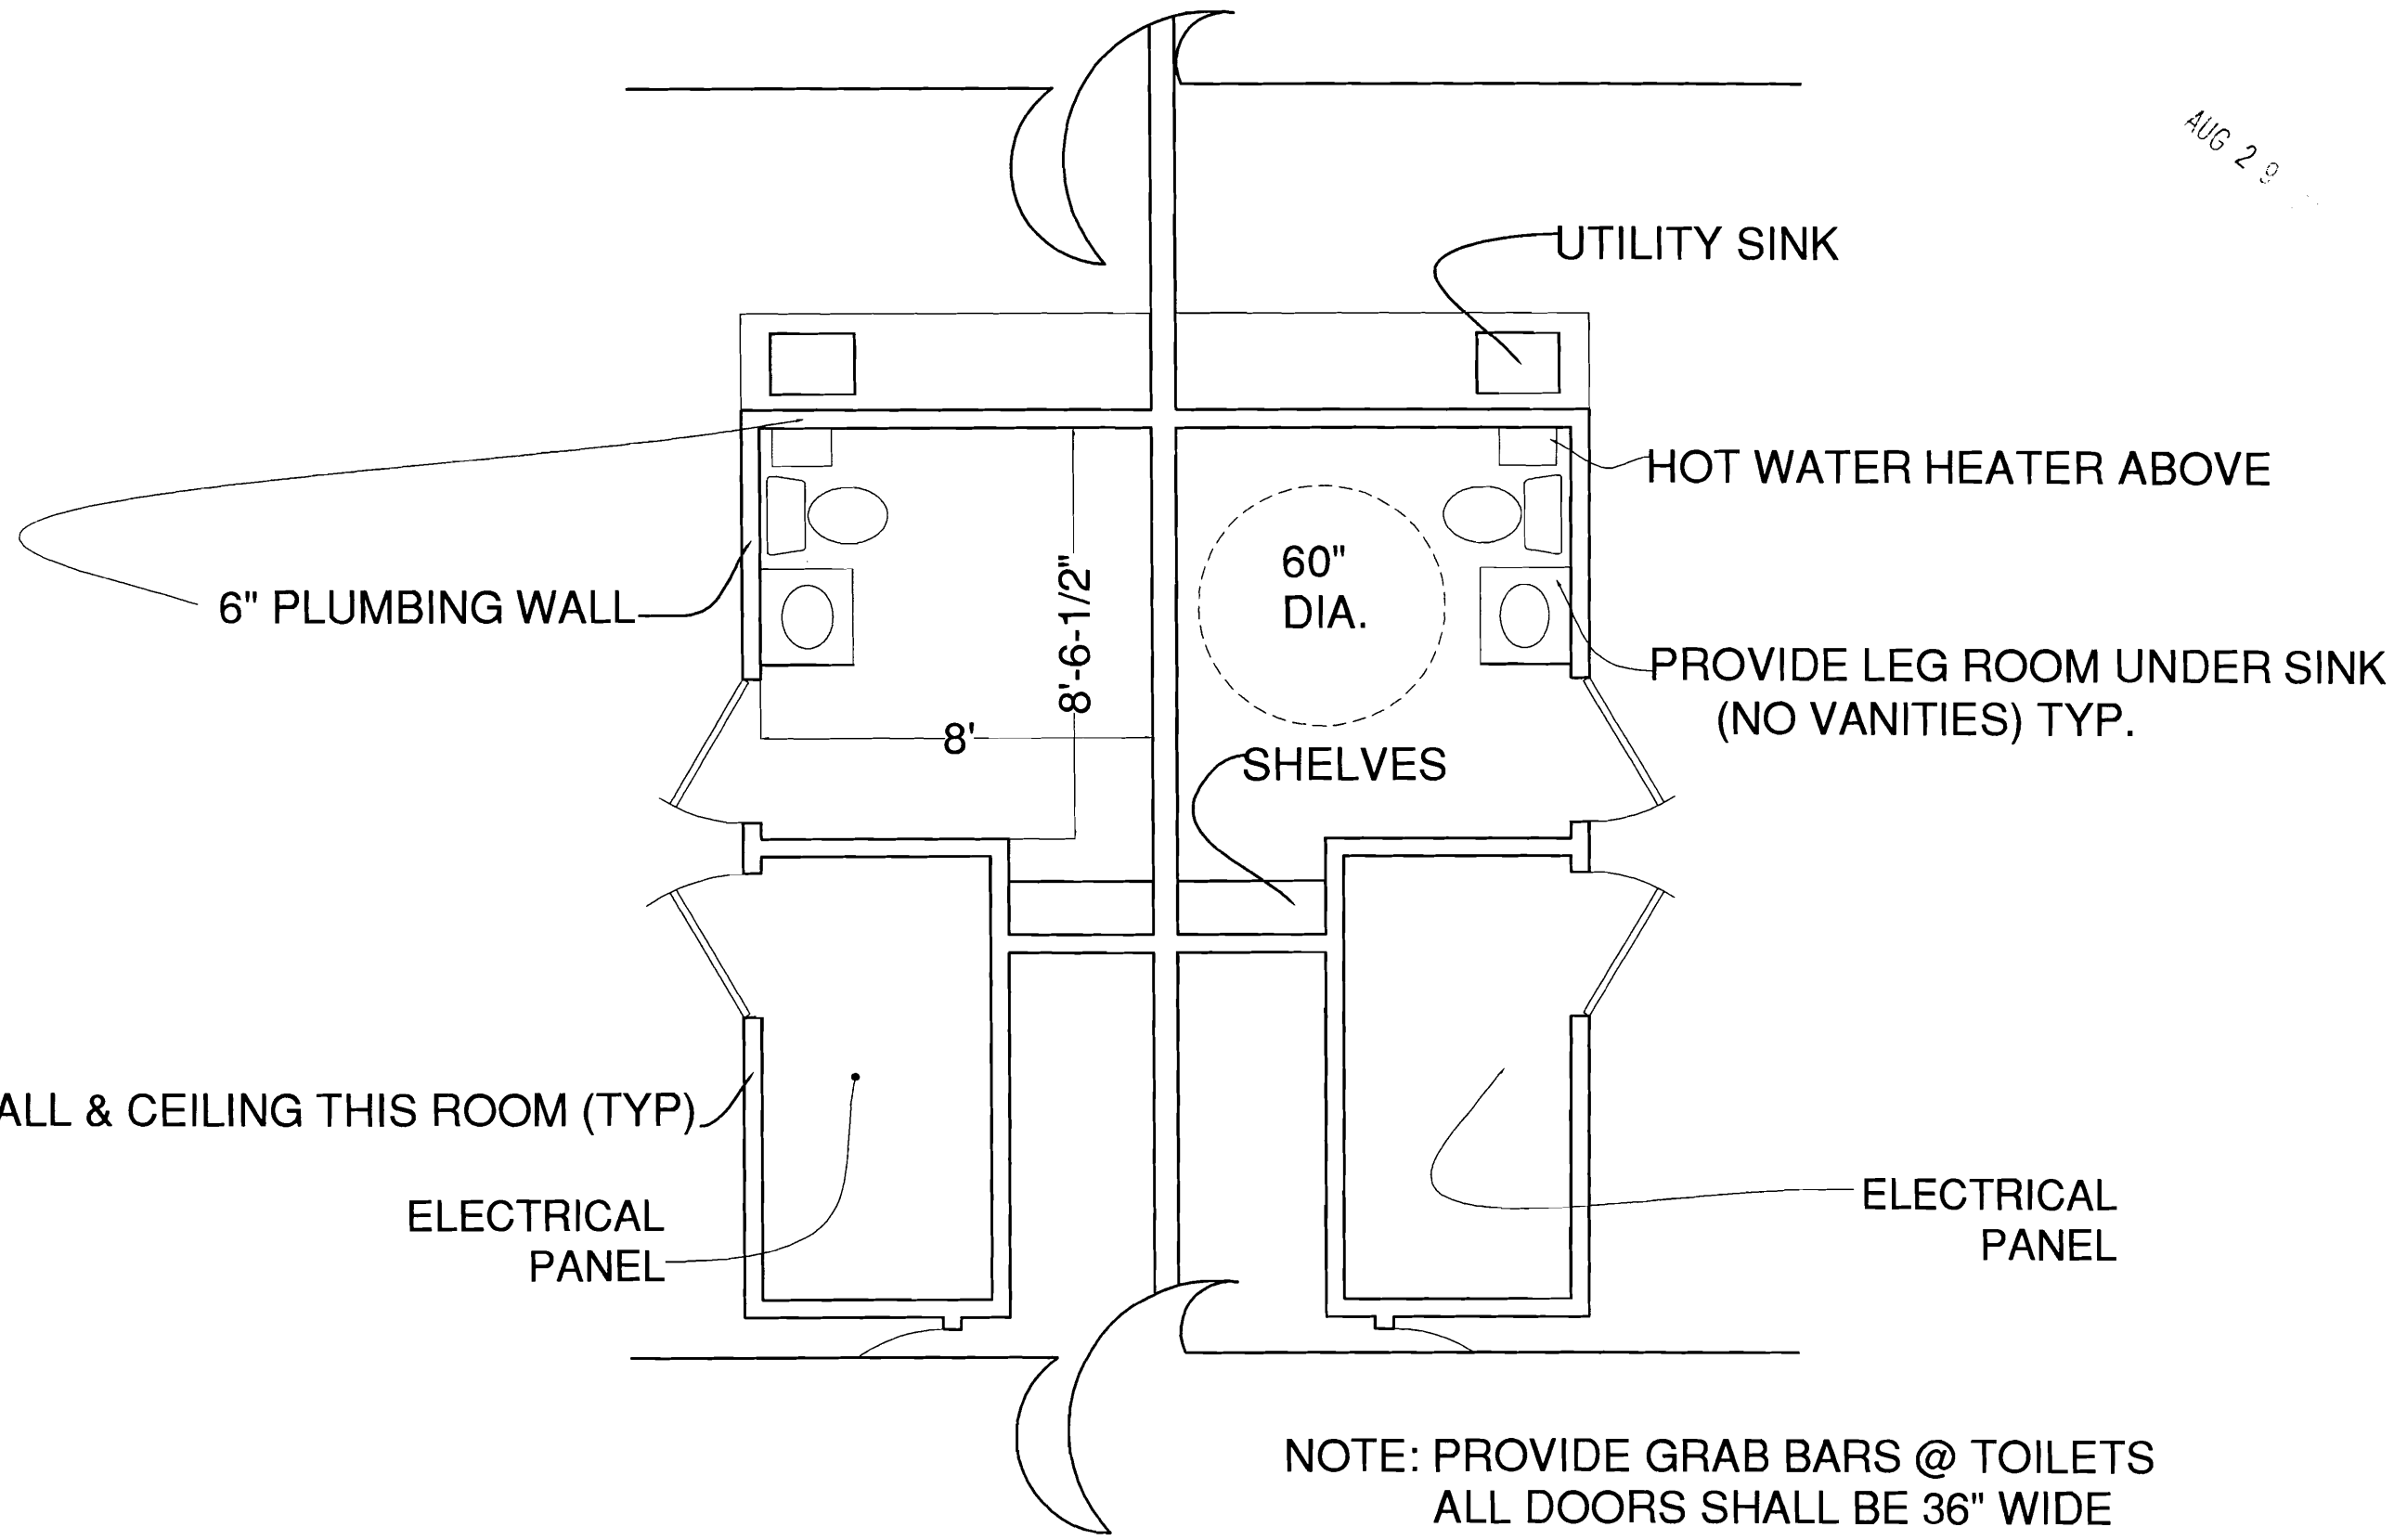 AUG 29
UTILITY SINK
HOT WATER HEATER ABOVE
60"
DIA.
6" PLUMBING WALL
8'-6-1/2"
PROVIDE LEG ROOM UNDER SINK
(NO VANITIES) TYP.
8'
SHELVES
& CEILING THIS ROOM (TYP)
ELECTRICAL
PANEL
ELECTRICAL
PANEL
NOTE: PROVIDE GRAB BARS @ TOILETS
ALL DOORS SHALL BE 36" WIDE